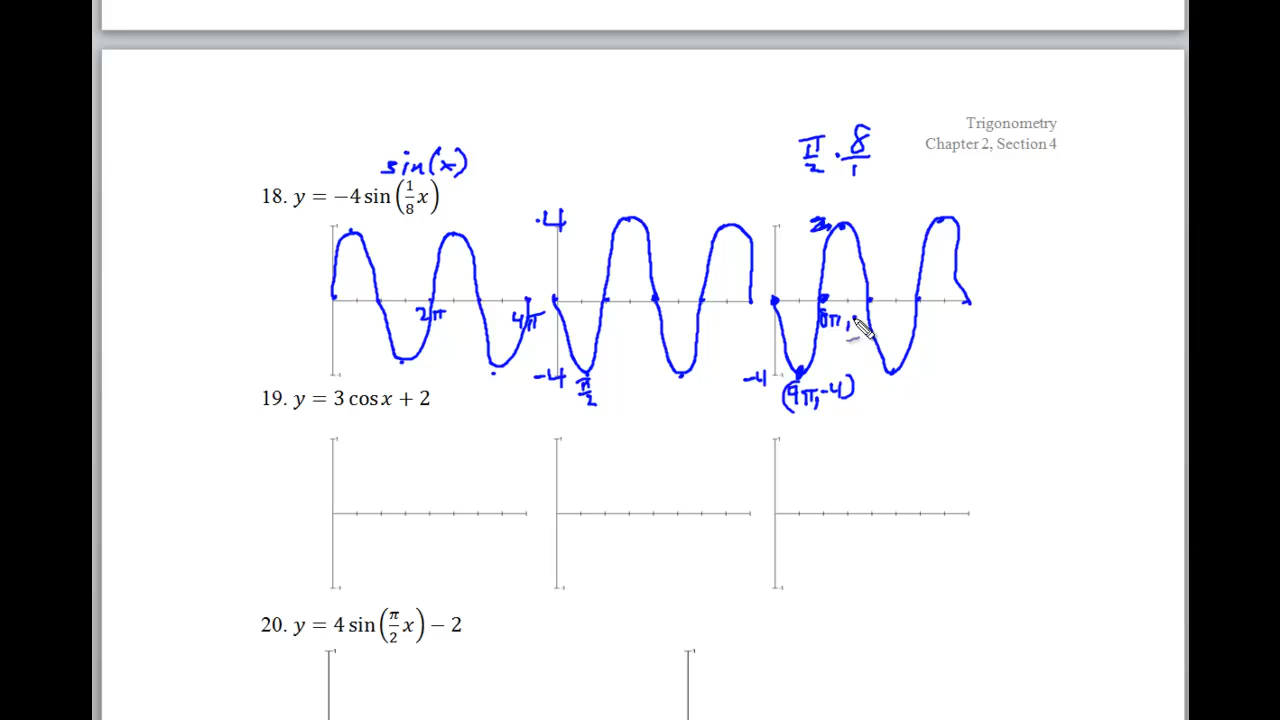 Trigonometry
Chapter 2, Section 4
π/2 · 8/1
sin(x)
18. y = −4 sin(1/8 x)
4
2π
4π
−4
π/2
8π,
−4
π, −4)
19. y = 3 cos x + 2
20. y = 4 sin(π/2 x) − 2